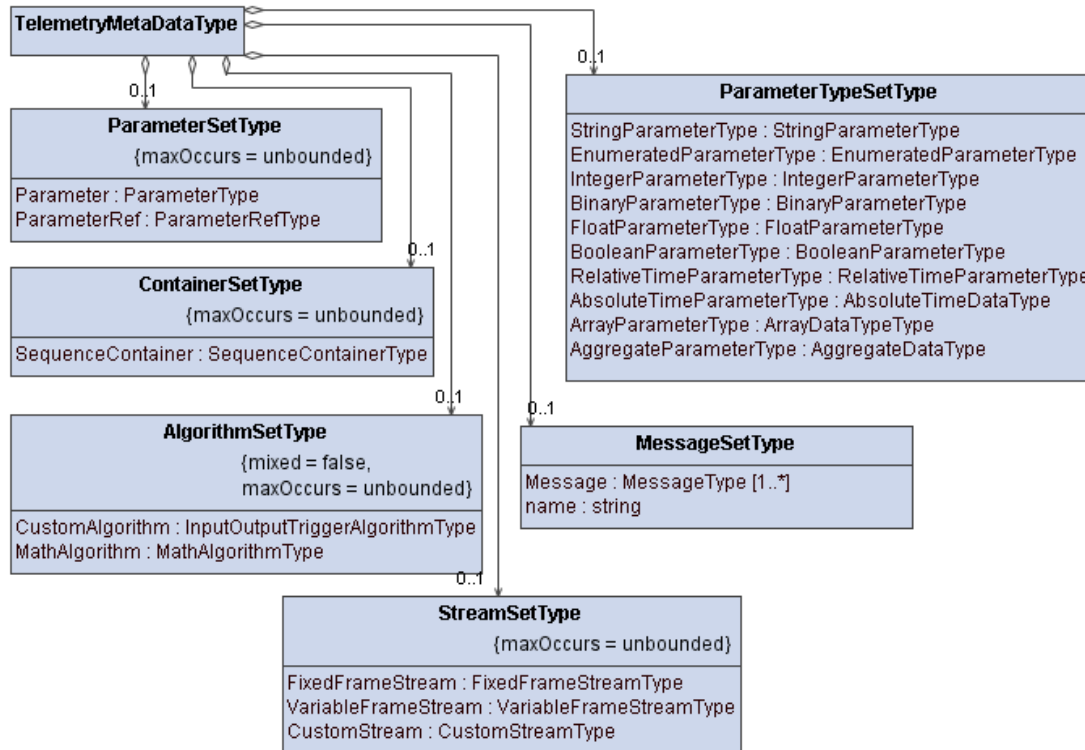 TelemetryMetaDataType
0..1
0..1
ParameterTypeSetType
StringParameterType : StringParameterType
EnumeratedParameterType : EnumeratedParameterType
IntegerParameterType : IntegerParameterType
BinaryParameterType : BinaryParameterType
FloatParameterType : FloatParameterType
BooleanParameterType : BooleanParameterType
RelativeTimeParameterType : RelativeTimeParameterType
AbsoluteTimeParameterType : AbsoluteTimeDataType
ArrayParameterType : ArrayDataTypeType
AggregateParameterType : AggregateDataType
ParameterSetType
{maxOccurs = unbounded}
Parameter : ParameterType
ParameterRef : ParameterRefType
0..1
ContainerSetType
{maxOccurs = unbounded}
SequenceContainer : SequenceContainerType
0..1
AlgorithmSetType
{mixed = false,
maxOccurs = unbounded}
CustomAlgorithm : InputOutputTriggerAlgorithmType
MathAlgorithm : MathAlgorithmType
0..1
MessageSetType
Message : MessageType [1..*]
name : string
0..1
StreamSetType
{maxOccurs = unbounded}
FixedFrameStream : FixedFrameStreamType
VariableFrameStream : VariableFrameStreamType
CustomStream : CustomStreamType